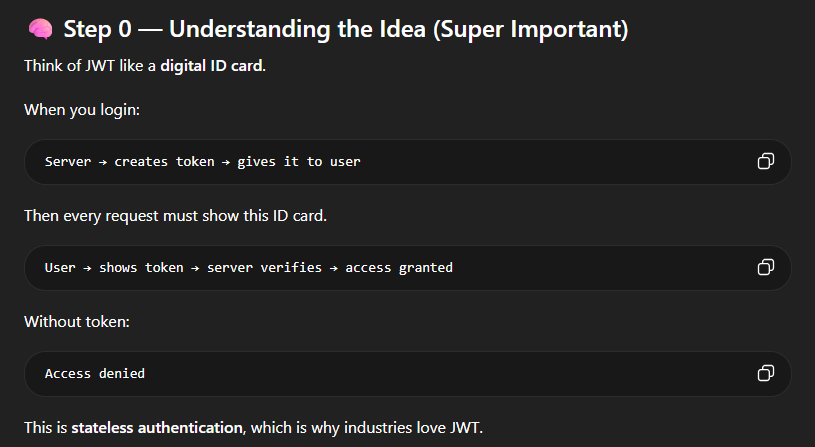 🧠 Step 0 — Understanding the Idea (Super Important)
Think of JWT like a digital ID card.
When you login:
Server → creates token → gives it to user
Then every request must show this ID card.
User → shows token → server verifies → access granted
Without token:
Access denied
This is stateless authentication, which is why industries love JWT.